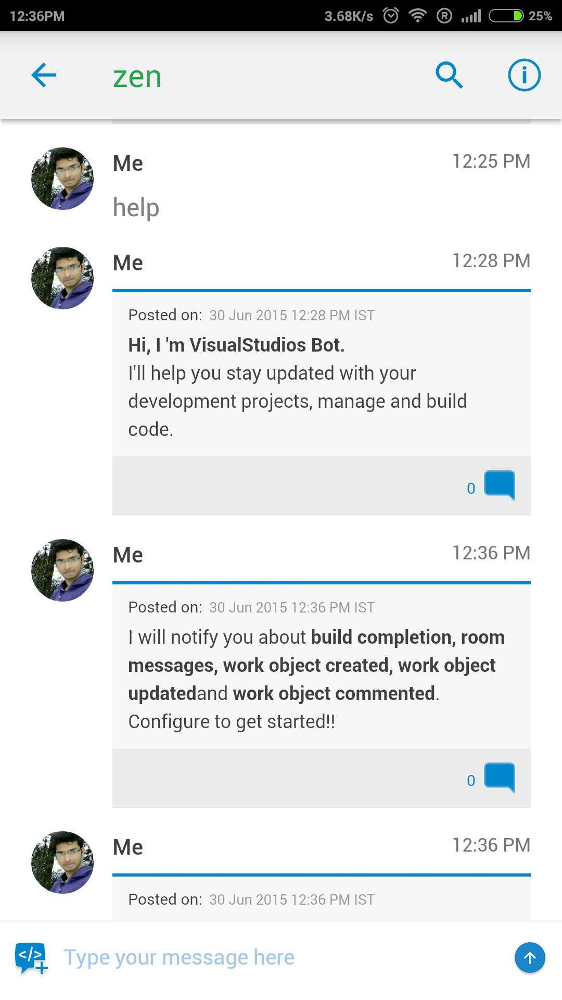 12:36PM 3.68K/s R 25%
zen
Me 12:25 PM
help
Me 12:28 PM
Posted on: 30 Jun 2015 12:28 PM IST
Hi, I 'm VisualStudios Bot.
I'll help you stay updated with your
development projects, manage and build
code.
0
Me 12:36 PM
Posted on: 30 Jun 2015 12:36 PM IST
I will notify you about build completion, room
messages, work object created, work object
updatedand work object commented.
Configure to get started!!
0
Me 12:36 PM
Posted on: 30 Jun 2015 12:36 PM IST
Type your message here